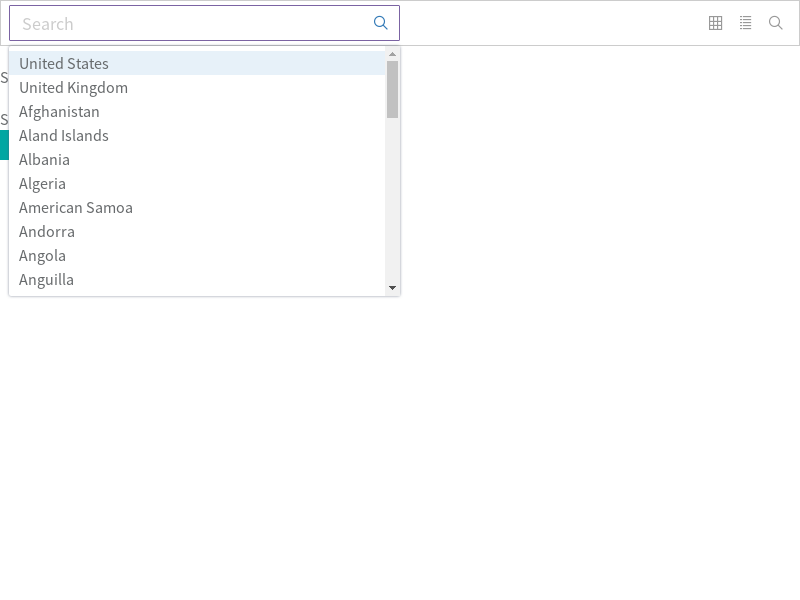 Search
United States
United Kingdom
Afghanistan
Aland Islands
Albania
Algeria
American Samoa
Andorra
Angola
Anguilla